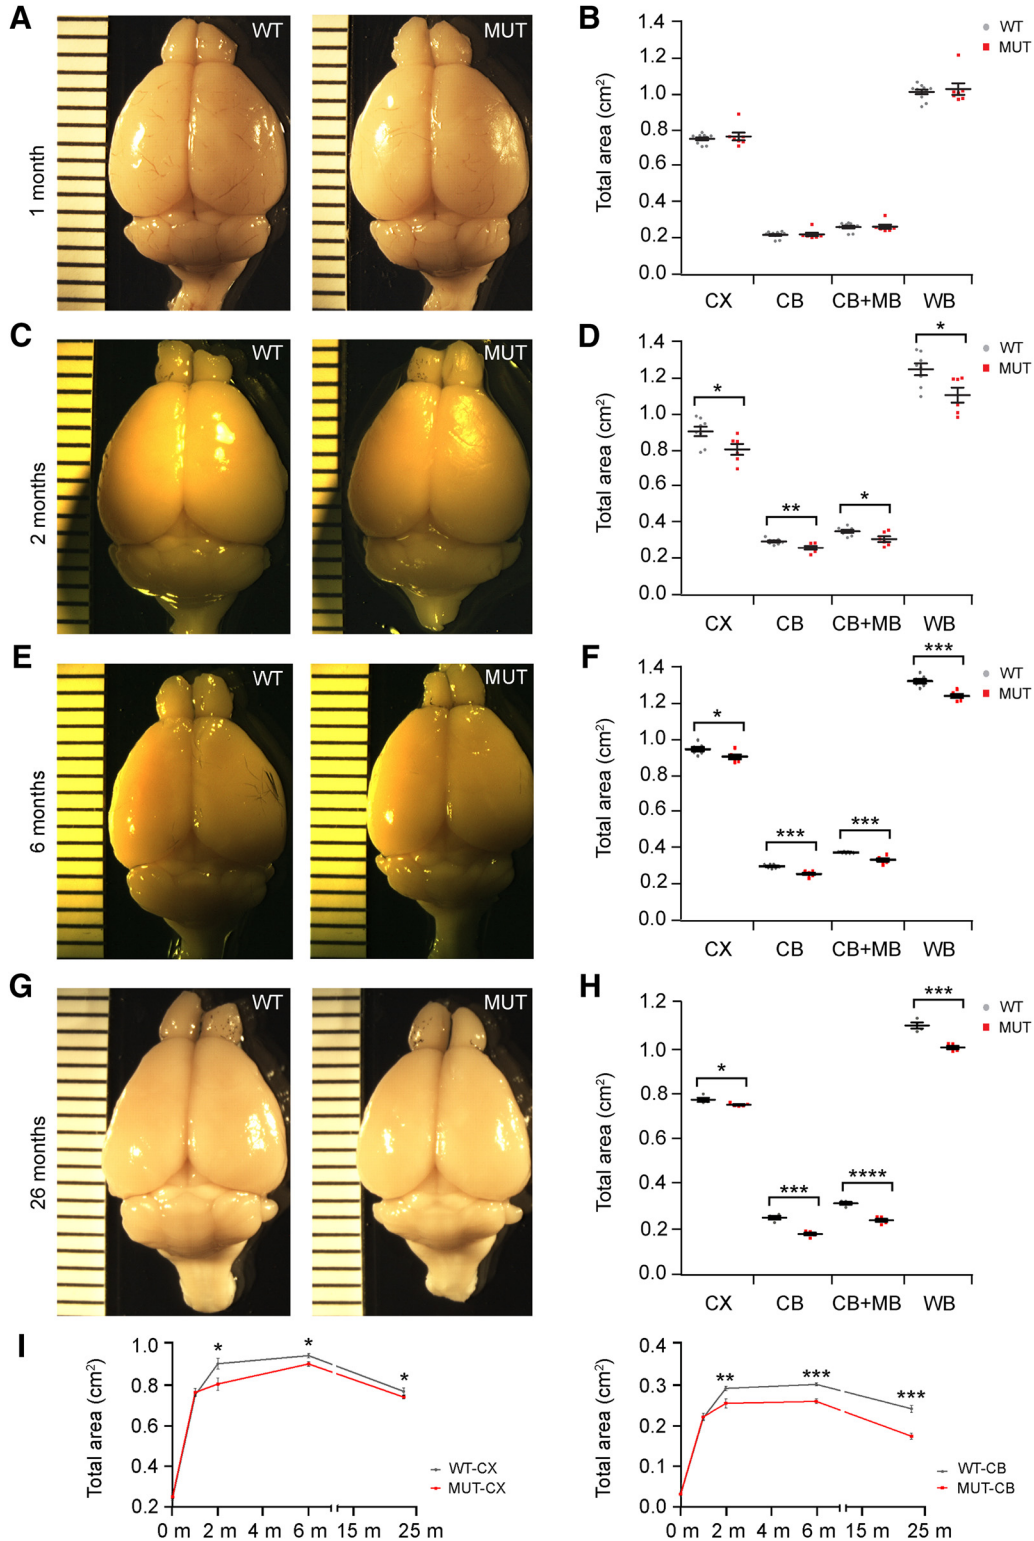 A
WT
MUT
1 month
B
WT
MUT
Total area (cm²)
1.4
1.2
1.0
0.8
0.6
0.4
0.2
0.0
CX CB CB+MB WB
C
WT
MUT
2 months
D
WT
MUT
Total area (cm²)
1.4
1.2
1.0
0.8
0.6
0.4
0.2
0.0
* ** * *
CX CB CB+MB WB
E
WT
MUT
6 months
F
WT
MUT
Total area (cm²)
1.4
1.2
1.0
0.8
0.6
0.4
0.2
0.0
* *** *** ***
CX CB CB+MB WB
G
WT
MUT
26 months
H
WT
MUT
Total area (cm²)
1.2
1.0
0.8
0.6
0.4
0.2
0.0
* *** **** ***
CX CB CB+MB WB
I
Total area (cm²)
1.0
0.8
0.6
0.4
0.2
* * *
WT-CX
MUT-CX
0 m 2 m 4 m 6 m 15 m 25 m
Total area (cm²)
0.4
0.3
0.2
0.1
0.0
** *** ***
WT-CB
MUT-CB
0 m 2 m 4 m 6 m 15 m 25 m